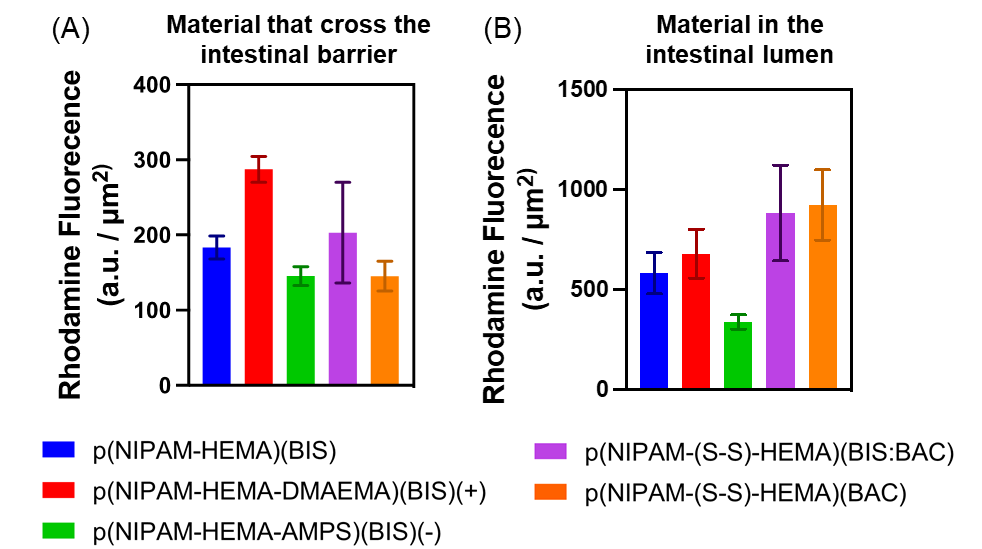 (A)
Material that cross the
intestinal barrier
Rhodamine Fluorecence
(a.u. / µm²)
400
300
200
100
0
(B)
Material in the
intestinal lumen
Rhodamine Fluorecence
(a.u. / µm²)
1500
1000
500
0
p(NIPAM-HEMA)(BIS)
p(NIPAM-HEMA-DMAEMA)(BIS)(+)
p(NIPAM-HEMA-AMPS)(BIS)(-)
p(NIPAM-(S-S)-HEMA)(BIS:BAC)
p(NIPAM-(S-S)-HEMA)(BAC)